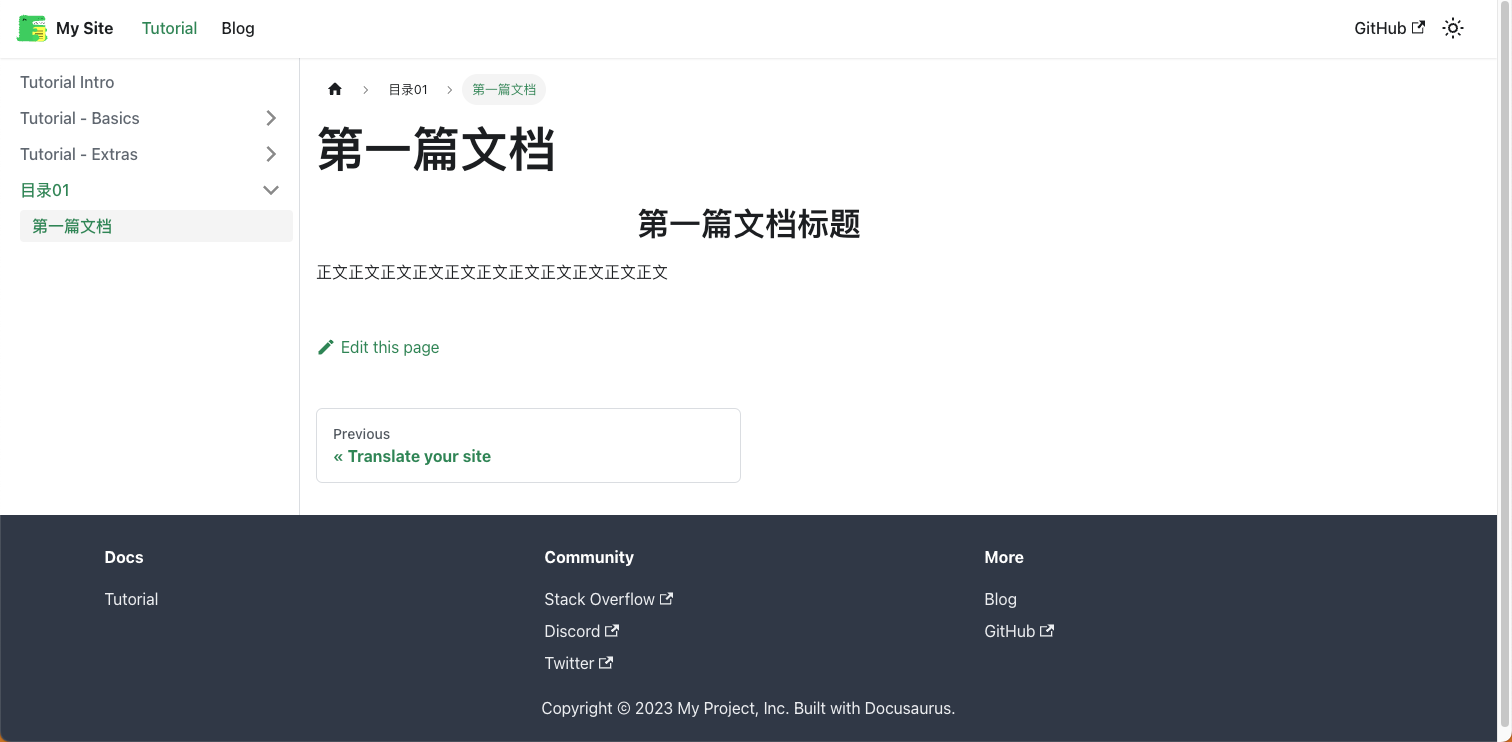 My Site Tutorial Blog GitHub
Tutorial Intro
Tutorial - Basics
Tutorial - Extras
目录01
第一篇文档
目录01 第一篇文档
第一篇文档
第一篇文档标题
正文正文正文正文正文正文正文正文正文正文正文
Edit this page
Previous
« Translate your site
Docs
Tutorial
Community
Stack Overflow
Discord
Twitter
More
Blog
GitHub
Copyright © 2023 My Project, Inc. Built with Docusaurus.